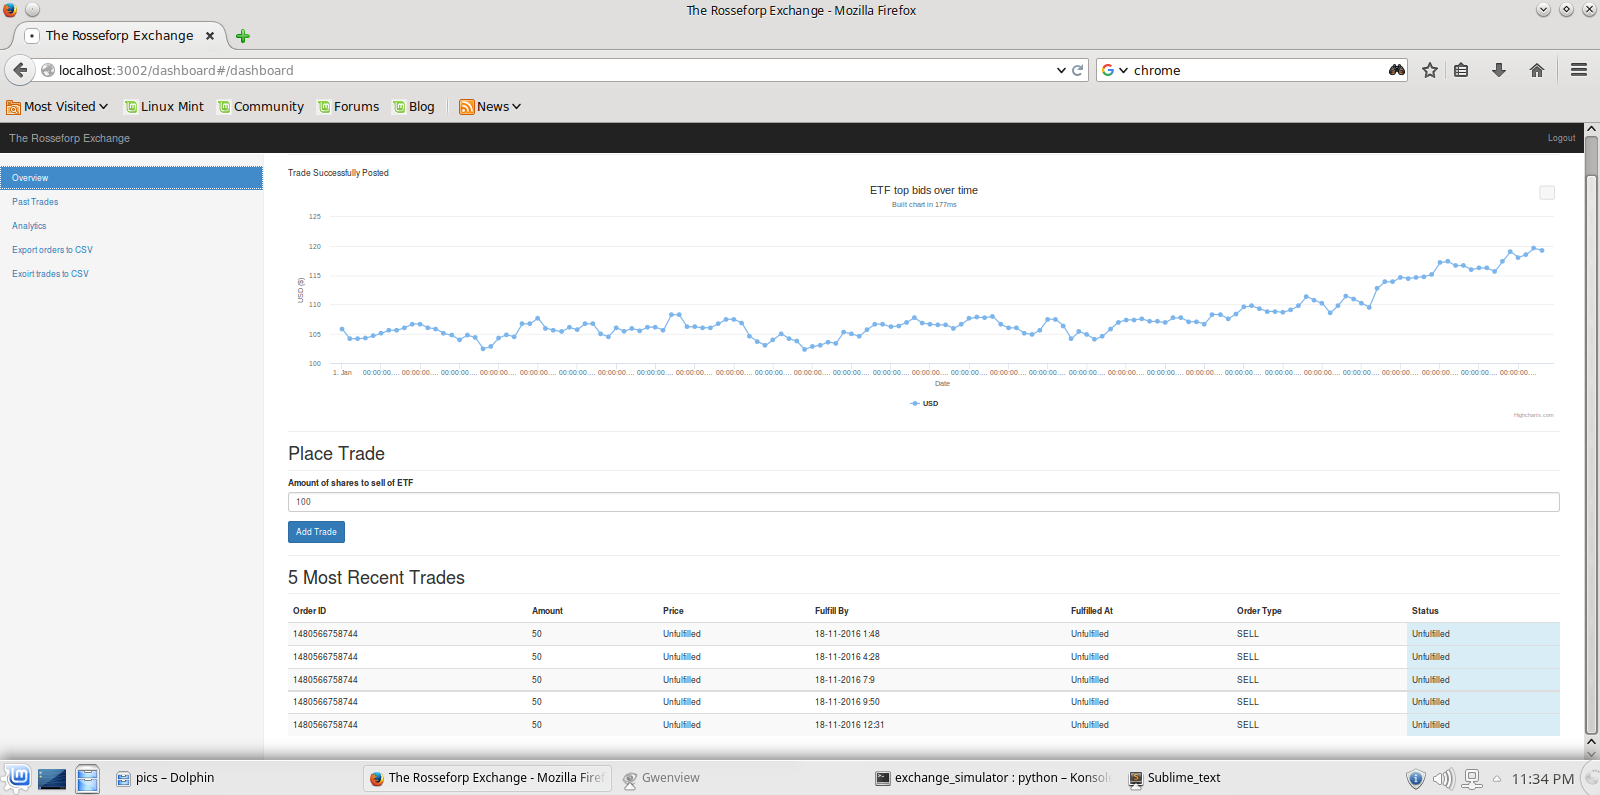 The Rosseforp Exchange - Mozilla Firefox
The Rosseforp Exchange
localhost:3002/dashboard#/dashboard
chrome
Most Visited Linux Mint Community Forums Blog News
The Rosseforp Exchange Logout
Overview
Past Trades
Analytics
Export orders to CSV
Exoirt trades to CSV
Trade Successfully Posted
ETF top bids over time
Built chart in 177ms
USD ($)
125
120
115
110
105
100
1. Jan 00:00:00.... 00:00:00.... 00:00:00.... 00:00:00.... 00:00:00.... 00:00:00.... 00:00:00.... 00:00:00.... 00:00:00.... 00:00:00.... 00:00:00.... 00:00:00.... 00:00:00.... 00:00:00.... 00:00:00.... 00:00:00.... 00:00:00.... 00:00:00.... 00:00:00.... 00:00:00.... 00:00:00.... 00:00:00.... 00:00:00.... 00:00:00.... 00:00:00.... 00:00:00.... 00:00:00.... 00:00:00.... 00:00:00.... 00:00:00....
Date
USD
Highcharts.com
Place Trade
Amount of shares to sell of ETF
100
Add Trade
5 Most Recent Trades
Order ID Amount Price Fulfill By Fulfilled At Order Type Status
1480566758744 50 Unfulfilled 18-11-2016 1:48 Unfulfilled SELL Unfulfilled
1480566758744 50 Unfulfilled 18-11-2016 4:28 Unfulfilled SELL Unfulfilled
1480566758744 50 Unfulfilled 18-11-2016 7:9 Unfulfilled SELL Unfulfilled
1480566758744 50 Unfulfilled 18-11-2016 9:50 Unfulfilled SELL Unfulfilled
1480566758744 50 Unfulfilled 18-11-2016 12:31 Unfulfilled SELL Unfulfilled
pics – Dolphin The Rosseforp Exchange - Mozilla Firef Gwenview exchange_simulator : python – Konsol Sublime_text 11:34 PM